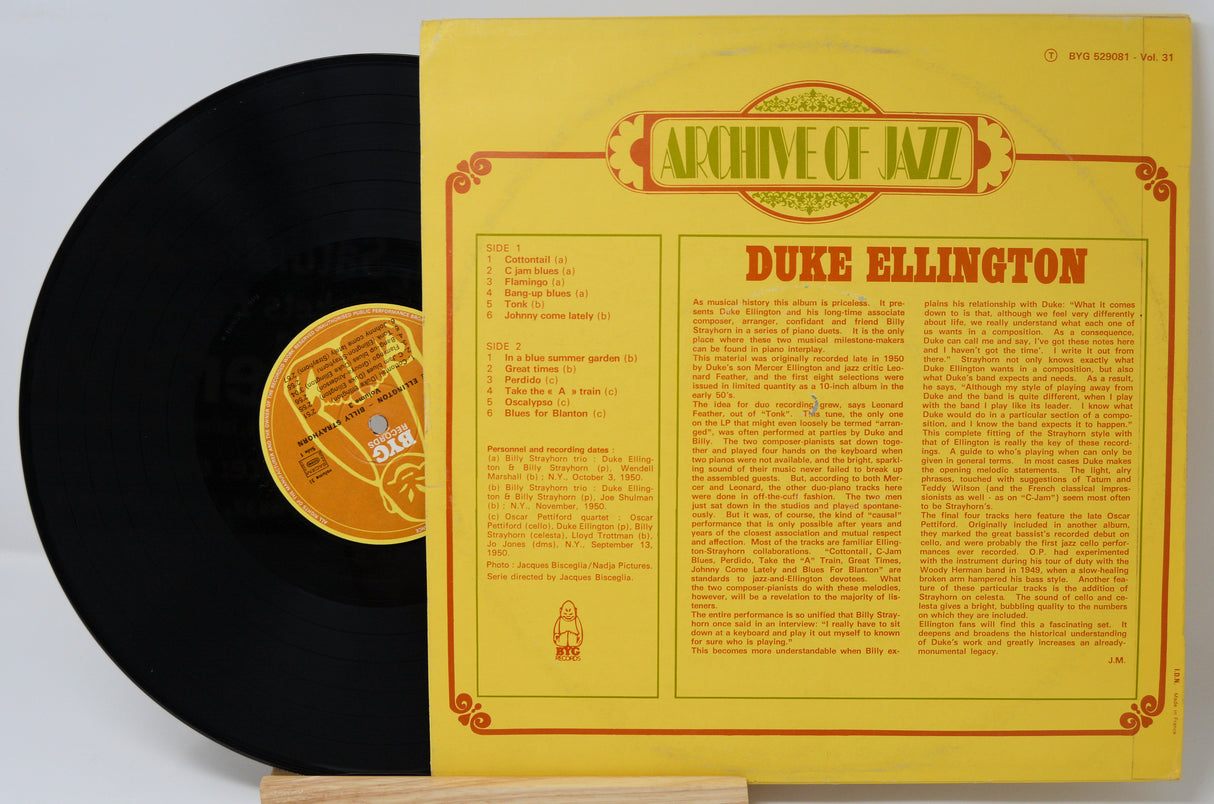 Ⓣ BYG 529081 - Vol. 31
ARCHIVE OF JAZZ
SIDE 1
1 Cottontail (a)
2 C jam blues (a)
3 Flamingo (a)
4 Bang-up blues (a)
5 Tonk (b)
6 Johnny come lately (b)
SIDE 2
1 In a blue summer garden (b)
2 Great times (b)
3 Perdido (c)
4 Take the « A » train (c)
5 Oscalypso (c)
6 Blues for Blanton (c)
Personnel and recording dates :
(a) Billy Strayhorn trio : Duke Elling-
ton & Billy Strayhorn (p), Wendell
Marshall (b) ; N.Y., October 3, 1950.
(b) Billy Strayhorn trio : Duke Elling-
ton & Billy Strayhorn (p), Joe Shulman
(b) : N.Y., November, 1950.
(c) Oscar Pettiford quartet : Oscar
Pettiford (cello), Duke Ellington (p), Billy
Strayhorn (celesta), Lloyd Trottman (b),
Jo Jones (dms), N.Y., September 13,
1950.
Photo : Jacques Bisceglia/Nadja Pictures.
Serie directed by Jacques Bisceglia.
BYG
RECORDS
DUKE ELLINGTON
As musical history this album is priceless. It pre-
sents Duke Ellington and his long-time associate
composer, arranger, confidant and friend Billy
Strayhorn in a series of piano duets. It is the only
place where these two musical milestone-makers
can be found in piano interplay.
This material was originally recorded late in 1950
by Duke's son Mercer Ellington and jazz critic Leo-
nard Feather, and the first eight selections were
issued in limited quantity as a 10-inch album in the
early 50's.
The idea for duo recording grew, says Leonard
Feather, out of "Tonk". This tune, the only one
on the LP that might even loosely be termed "arran-
ged", was often performed at parties by Duke and
Billy. The two composer-pianists sat down toge-
ther and played four hands on the keyboard when
two pianos were not available, and the bright, spark-
ling sound of their music never failed to break up
the assembled guests. But, according to both Mer-
cer and Leonard, the other duo-piano tracks here
were done in off-the-cuff fashion. The two men
just sat down in the studios and played spontane-
ously. But it was, of course, the kind of "causal"
performance that is only possible after years and
years of the closest association and mutual respect
and affection. Most of the tracks are familiar Elling-
ton-Strayhorn collaborations. "Cottontail, C-Jam
Blues, Perdido, Take the "A" Train, Great Times,
Johnny Come Lately and Blues For Blanton" are
standards to jazz-and-Ellington devotees. What
the two composer-pianists do with these melodies,
however, will be a revelation to the majority of lis-
teners.
The entire performance is so unified that Billy Stray-
horn once said in an interview: "I really have to sit
down at a keyboard and play it out myself to known
for sure who is playing."
This becomes more understandable when Billy ex-
plains his relationship with Duke: "What it comes
down to is that, although we feel very differently
about life, we really understand what each one of
us wants in a composition. As a consequence,
Duke can call me and say, I've got these notes here
and I haven't got the time'. I write it out from
there." Strayhorn not only knows exactly what
Duke Ellington wants in a composition, but also
what Duke's band expects and needs. As a result,
he says, "Although my style of playing away from
Duke and the band is quite different, when I play
with the band I play like its leader. I know what
Duke would do in a particular section of a compo-
sition, and I know the band expects it to happen."
This complete fitting of the Strayhorn style with
that of Ellington is really the key of these record-
ings. A guide to who's playing when can only be
given in general terms. In most cases Duke makes
the opening melodic statements. The light, airy
phrases, touched with suggestions of Tatum and
Teddy Wilson (and the French classical impres-
sionists as well - as on "C-Jam") seem most often
to be Strayhorn's.
The final four tracks here feature the late Oscar
Pettiford. Originally included in another album,
they marked the great bassist's recorded debut on
cello, and were probably the first jazz cello perfor-
mances ever recorded. O.P. had experimented
with the instrument during his tour of duty with the
Woody Herman band in 1949, when a slow-healing
broken arm hampered his bass style. Another fea-
ture of these particular tracks is the addition of
Strayhorn on celesta. The sound of cello and ce-
lesta gives a bright, bubbling quality to the numbers
on which they are included.
Ellington fans will find this a fascinating set. It
deepens and broadens the historical understanding
of Duke's work and greatly increases an already-
monumental legacy.
J.M.
I.D.N. Made in France
BYG
RECORDS
ELLINGTON - BILLY STRAYHORN
Volume 3
Side 1
volume 31